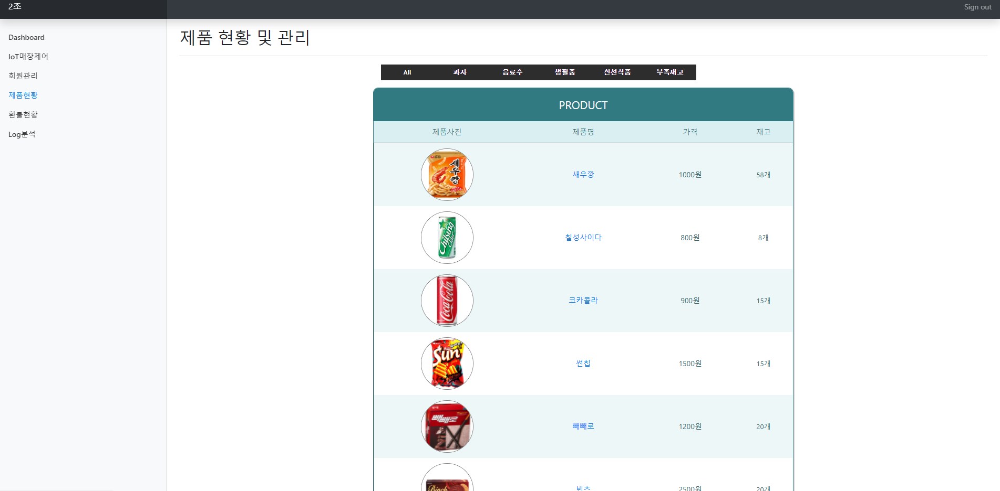 2조
Sign out
Dashboard
IoT매장제어
회원관리
제품현황
환불현황
Log분석
제품 현황 및 관리
All 과자 음료수 생필품 신선식품 부족재고
PRODUCT
제품사진 제품명 가격 재고
새우깡
새우깡 1000원 58개
Chilsung
Cider
칠성사이다 800원 8개
Coca-Cola
코카콜라 900원 15개
Sun
썬칩 1500원 15개
빼빼로
빼빼로 1200원 20개
Binch
빈츠 2500원 20개